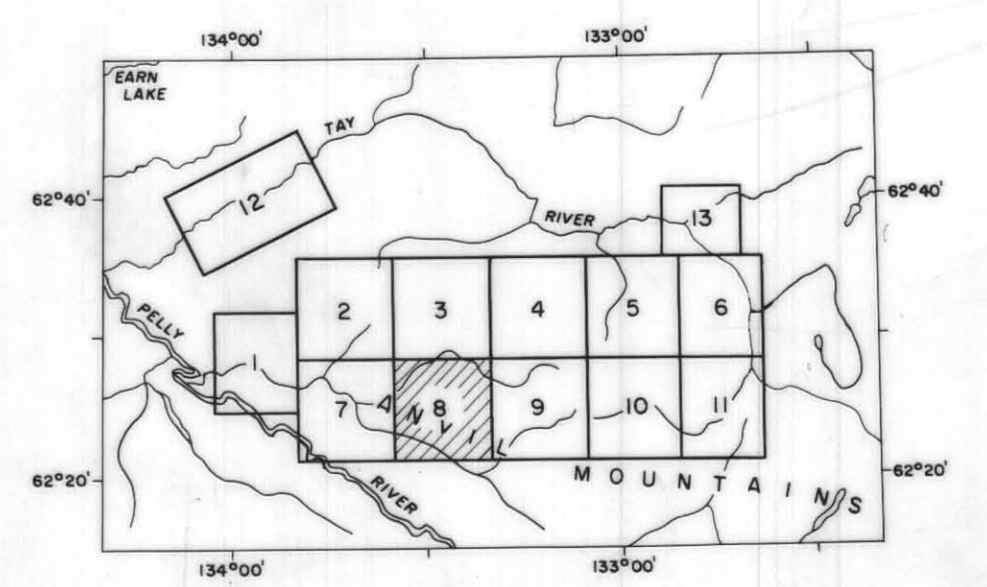 134°00' 133°00'
EARN
LAKE
TAY
62°40' 12 RIVER 13 62°40'
2 3 4 5 6
PELLY
1
7 8 9 10 11
A N V I L
62°20' RIVER MOUNTAINS 62°20'
134°00' 133°00'